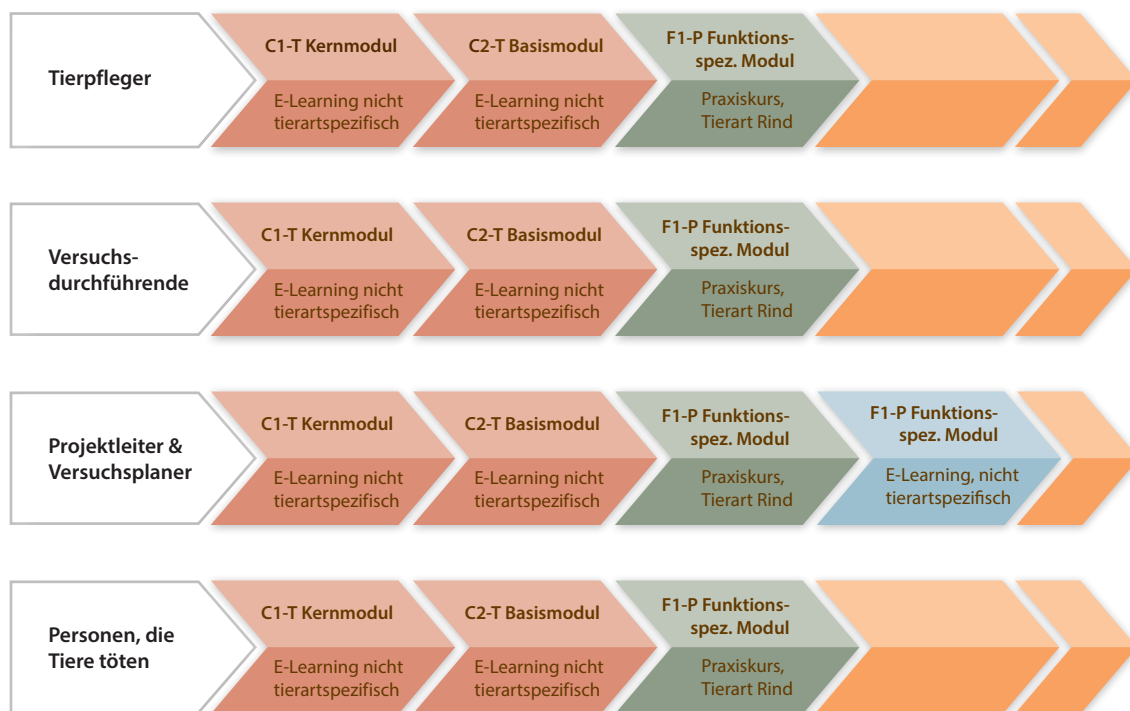 Tierpfleger
C1-T Kernmodul
E-Learning nicht
tierartspezifisch
C2-T Basismodul
E-Learning nicht
tierartspezifisch
F1-P Funktions-
spez. Modul
Praxiskurs,
Tierart Rind
Versuchs-
durchführende
C1-T Kernmodul
E-Learning nicht
tierartspezifisch
C2-T Basismodul
E-Learning nicht
tierartspezifisch
F1-P Funktions-
spez. Modul
Praxiskurs,
Tierart Rind
Projektleiter &
Versuchsplaner
C1-T Kernmodul
E-Learning nicht
tierartspezifisch
C2-T Basismodul
E-Learning nicht
tierartspezifisch
F1-P Funktions-
spez. Modul
Praxiskurs,
Tierart Rind
F1-P Funktions-
spez. Modul
E-Learning, nicht
tierartspezifisch
Personen, die
Tiere töten
C1-T Kernmodul
E-Learning nicht
tierartspezifisch
C2-T Basismodul
E-Learning nicht
tierartspezifisch
F1-P Funktions-
spez. Modul
Praxiskurs,
Tierart Rind